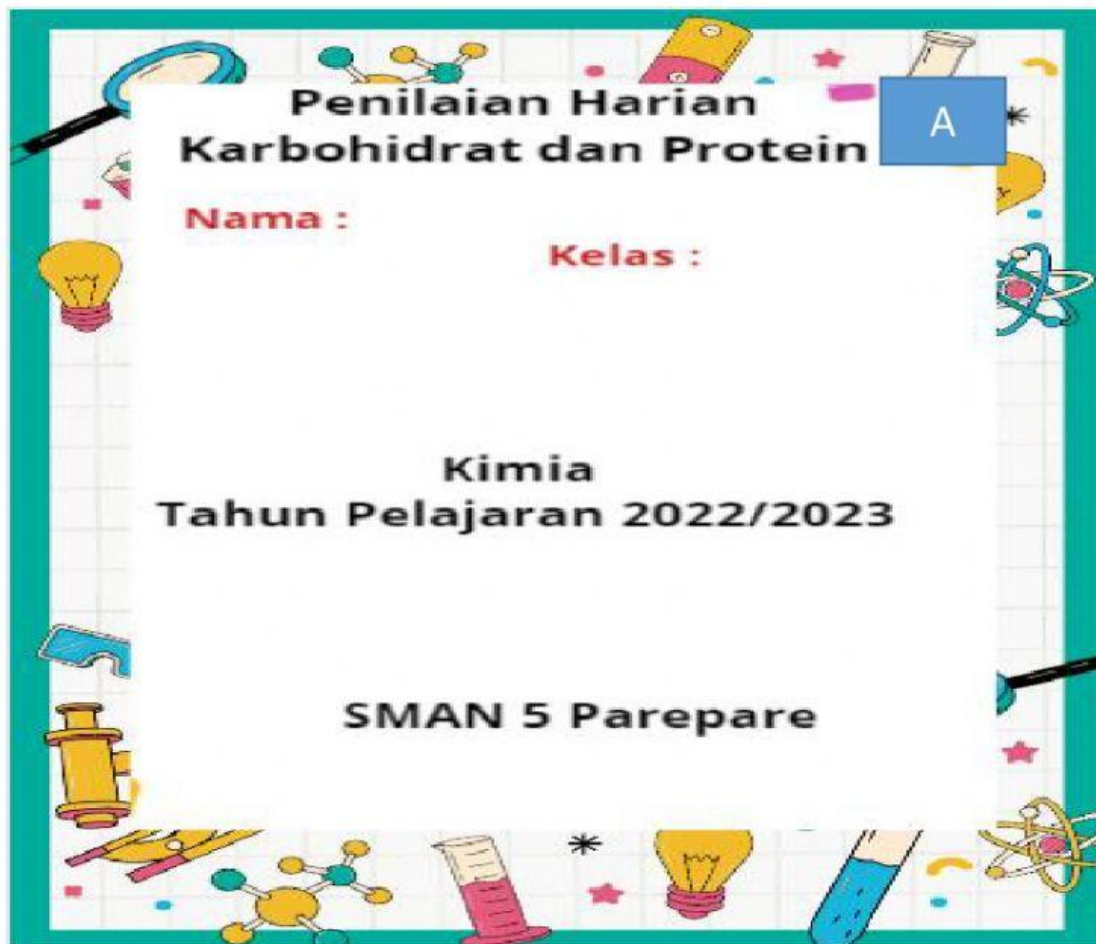 Penilaian Harian
Karbohidrat dan Protein
A
Nama :
Kelas :
Kimia
Tahun Pelajaran 2022/2023
SMAN 5 Parepare